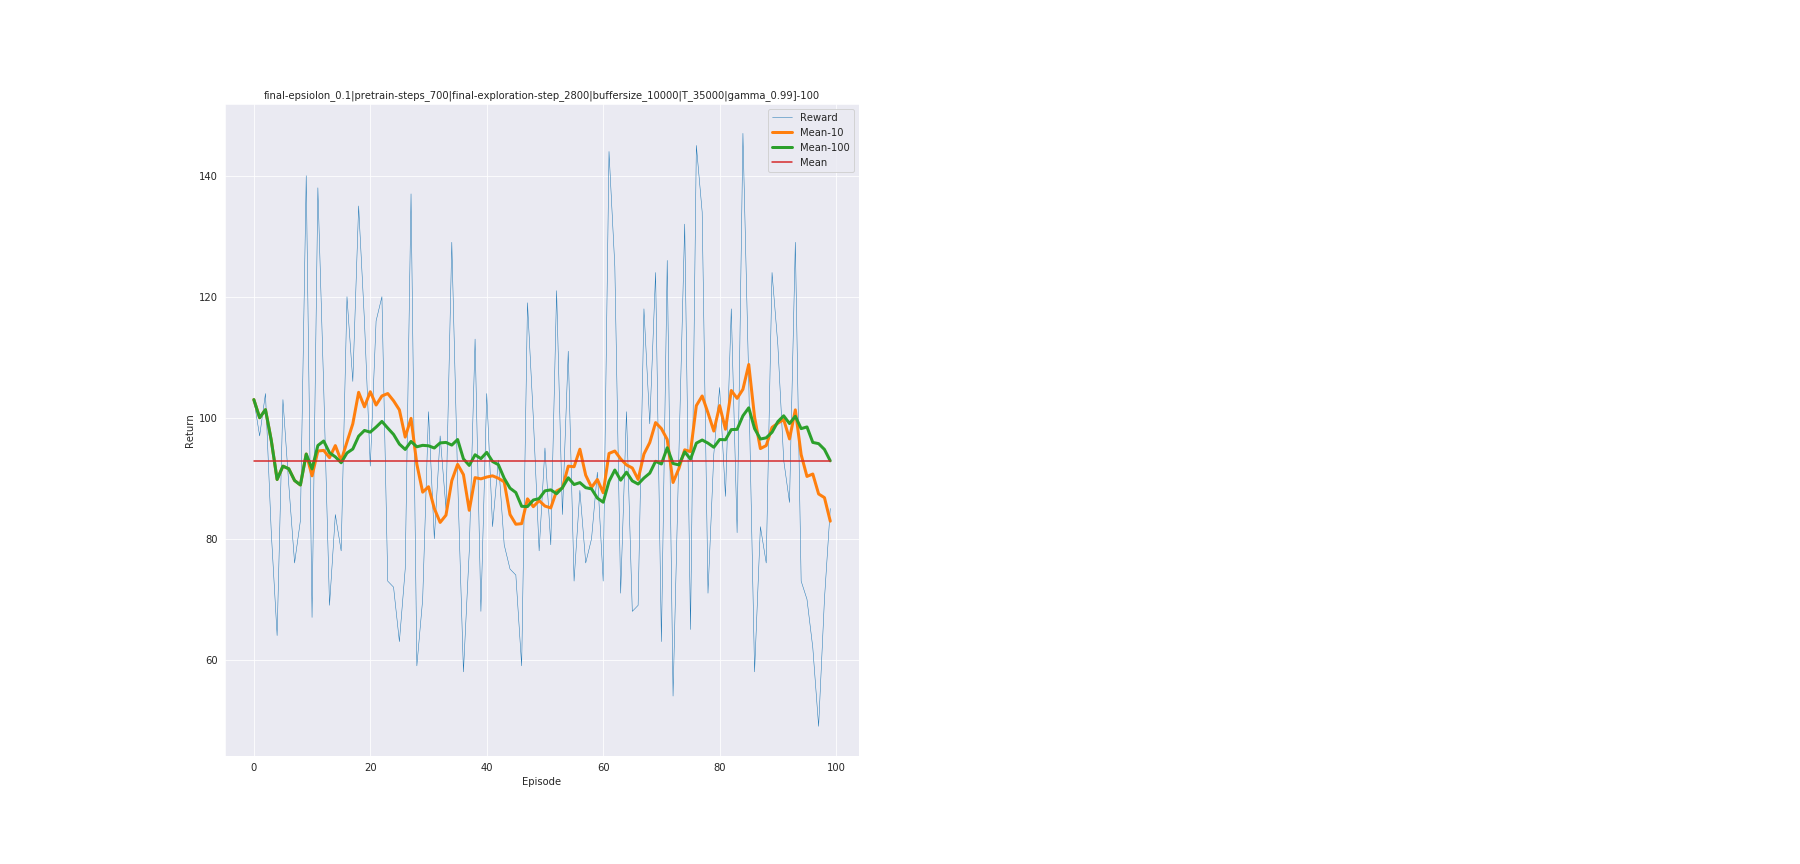 final-epsiolon_0.1|pretrain-steps_700|final-exploration-step_2800|buffersize_10000|T_35000|gamma_0.99]-100
Reward
Mean-10
Mean-100
Mean
140
120
100
80
60
Return
0 20 40 60 80 100
Episode